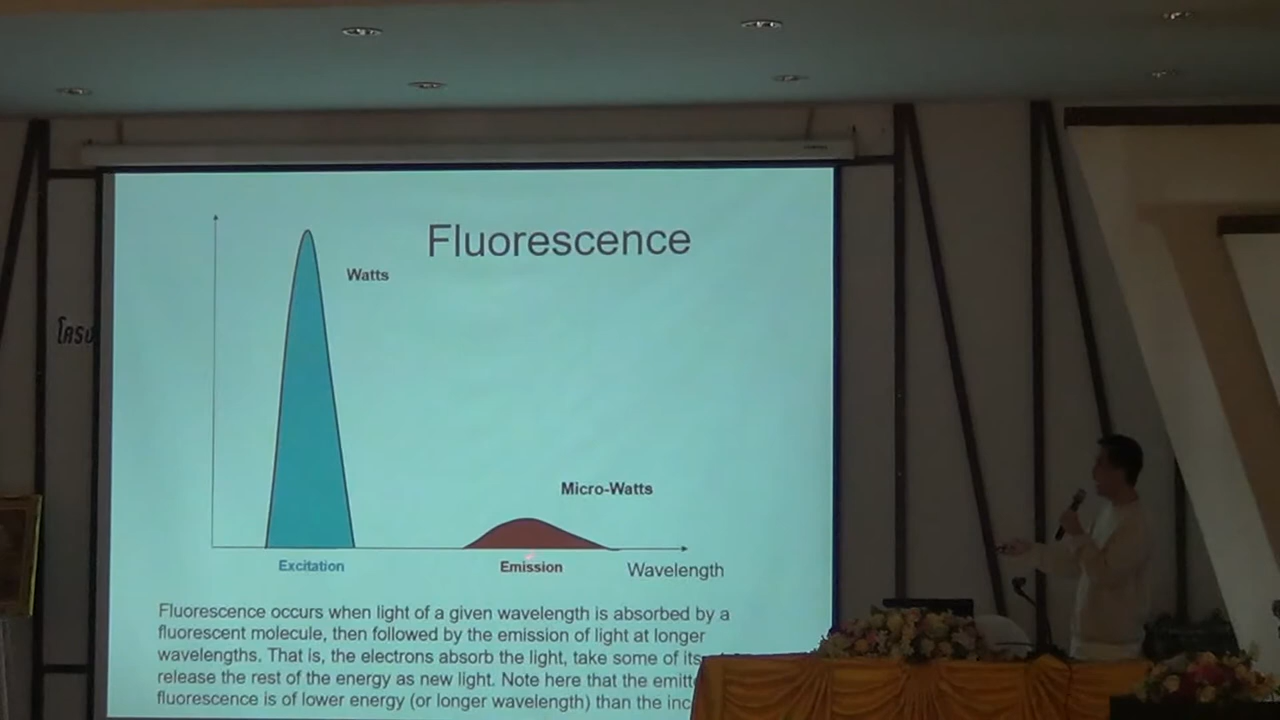 Fluorescence
Watts
Micro-Watts
Excitation
Emission
Wavelength
Fluorescence occurs when light of a given wavelength is absorbed by a
fluorescent molecule, then followed by the emission of light at longer
wavelengths. That is, the electrons absorb the light, take some of its
release the rest of the energy as new light. Note here that the
fluorescence is of lower energy (or longer wavelength) than the